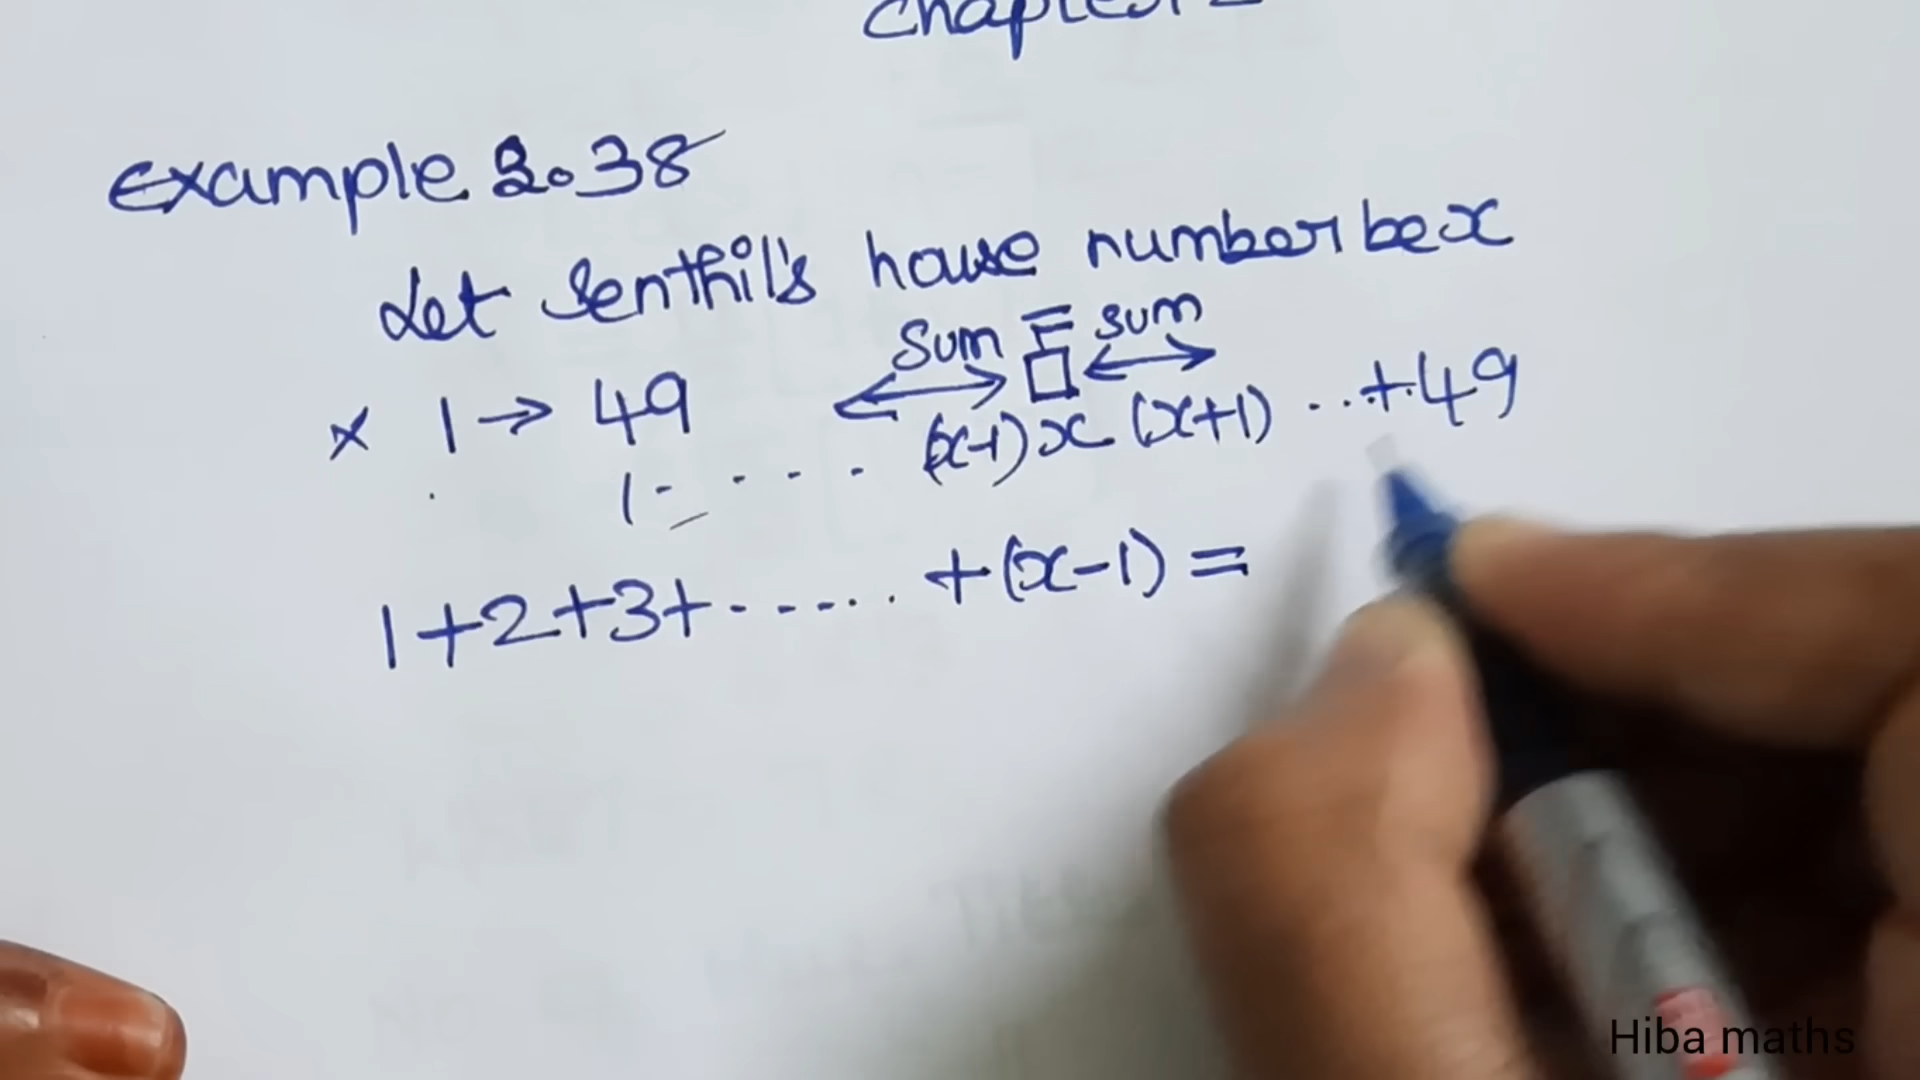 Example 2.38
Let Senthil's house number be x
Sum sum
x 1 → 49
1 - . . . . (x-1) x (x+1) ...+49
1+2+3+......+(x-1) =
Hiba maths